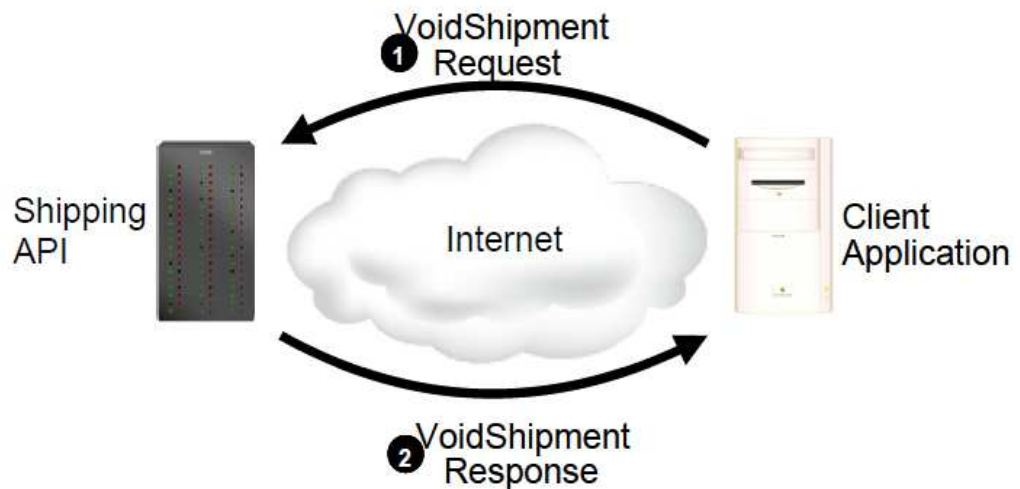 1 VoidShipment
Request
Shipping
API
Internet
Client
Application
2 VoidShipment
Response